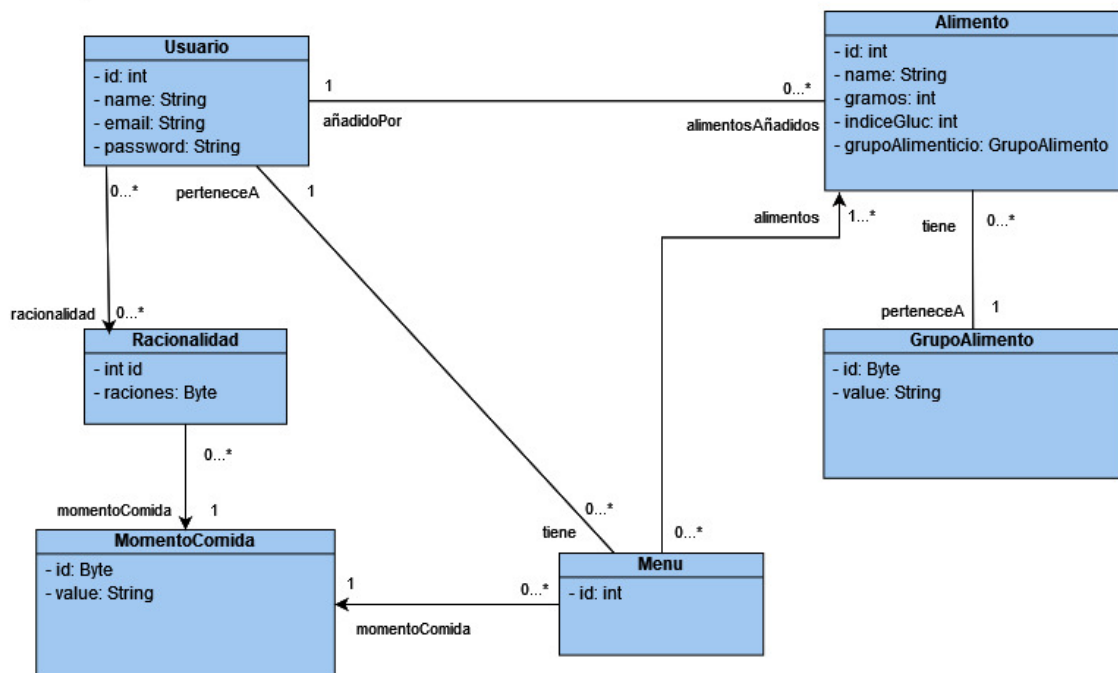 Usuario
- id: int
- name: String
- email: String
- password: String
Alimento
- id: int
- name: String
- gramos: int
- indiceGluc: int
- grupoAlimenticio: GrupoAlimento
1
añadidoPor
0...*
alimentosAñadidos
0...*
perteneceA
1
alimentos
1...*
tiene
0...*
racionalidad
0...*
perteneceA
1
Racionalidad
- int id
- raciones: Byte
GrupoAlimento
- id: Byte
- value: String
0...*
momentoComida
1
0...*
tiene
0...*
MomentoComida
- id: Byte
- value: String
Menu
- id: int
1
0...*
momentoComida